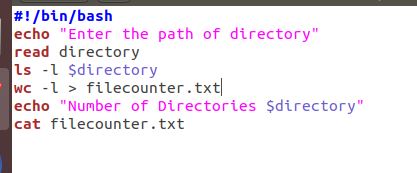 #!/bin/bash
echo "Enter the path of directory"
read directory
ls -l $directory
wc -l > filecounter.txt
echo "Number of Directories $directory"
cat filecounter.txt